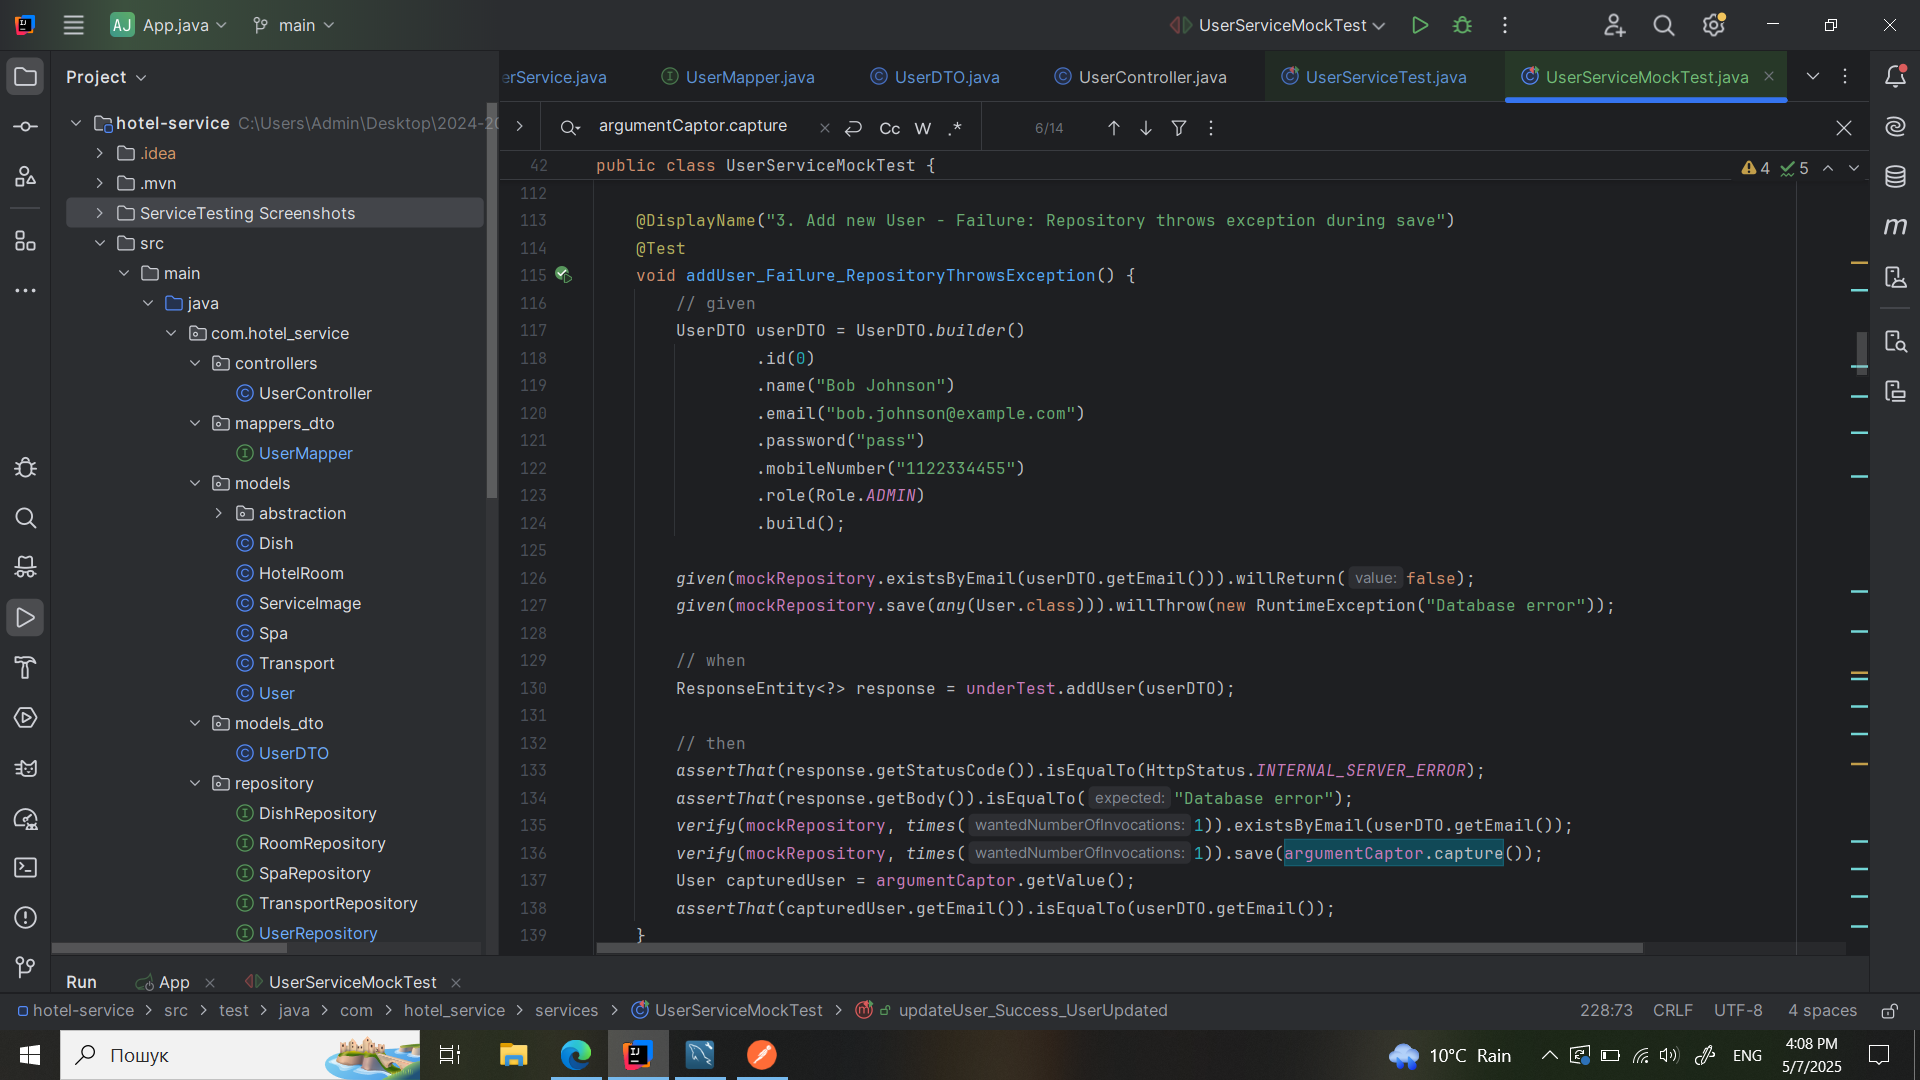 AJ App.java main UserServiceMockTest
Project
erService.java UserMapper.java UserDTO.java UserController.java UserServiceTest.java UserServiceMockTest.java
argumentCaptor.capture Cc W .* 6/14
hotel-service C:\Users\Admin\Desktop\2024-20
.idea
.mvn
ServiceTesting Screenshots
src
main
java
com.hotel_service
controllers
UserController
mappers_dto
UserMapper
models
abstraction
Dish
HotelRoom
ServiceImage
Spa
Transport
User
models_dto
UserDTO
repository
DishRepository
RoomRepository
SpaRepository
TransportRepository
UserRepository
42 public class UserServiceMockTest { 4 5
112
113 @DisplayName("3. Add new User - Failure: Repository throws exception during save")
114 @Test
115 void addUser_Failure_RepositoryThrowsException() {
116 // given
117 UserDTO userDTO = UserDTO.builder()
118 .id(0)
119 .name("Bob Johnson")
120 .email("bob.johnson@example.com")
121 .password("pass")
122 .mobileNumber("1122334455")
123 .role(Role.ADMIN)
124 .build();
125
126 given(mockRepository.existsByEmail(userDTO.getEmail())).willReturn( value: false);
127 given(mockRepository.save(any(User.class))).willThrow(new RuntimeException("Database error"));
128
129 // when
130 ResponseEntity<?> response = underTest.addUser(userDTO);
131
132 // then
133 assertThat(response.getStatusCode()).isEqualTo(HttpStatus.INTERNAL_SERVER_ERROR);
134 assertThat(response.getBody()).isEqualTo( expected: "Database error");
135 verify(mockRepository, times( wantedNumberOfInvocations: 1)).existsByEmail(userDTO.getEmail());
136 verify(mockRepository, times( wantedNumberOfInvocations: 1)).save(argumentCaptor.capture());
137 User capturedUser = argumentCaptor.getValue();
138 assertThat(capturedUser.getEmail()).isEqualTo(userDTO.getEmail());
139 }
Run App UserServiceMockTest
hotel-service > src > test > java > com > hotel_service > services > UserServiceMockTest > updateUser_Success_UserUpdated 228:73 CRLF UTF-8 4 spaces
Пошук 10°C Rain ENG 4:08 PM
5/7/2025